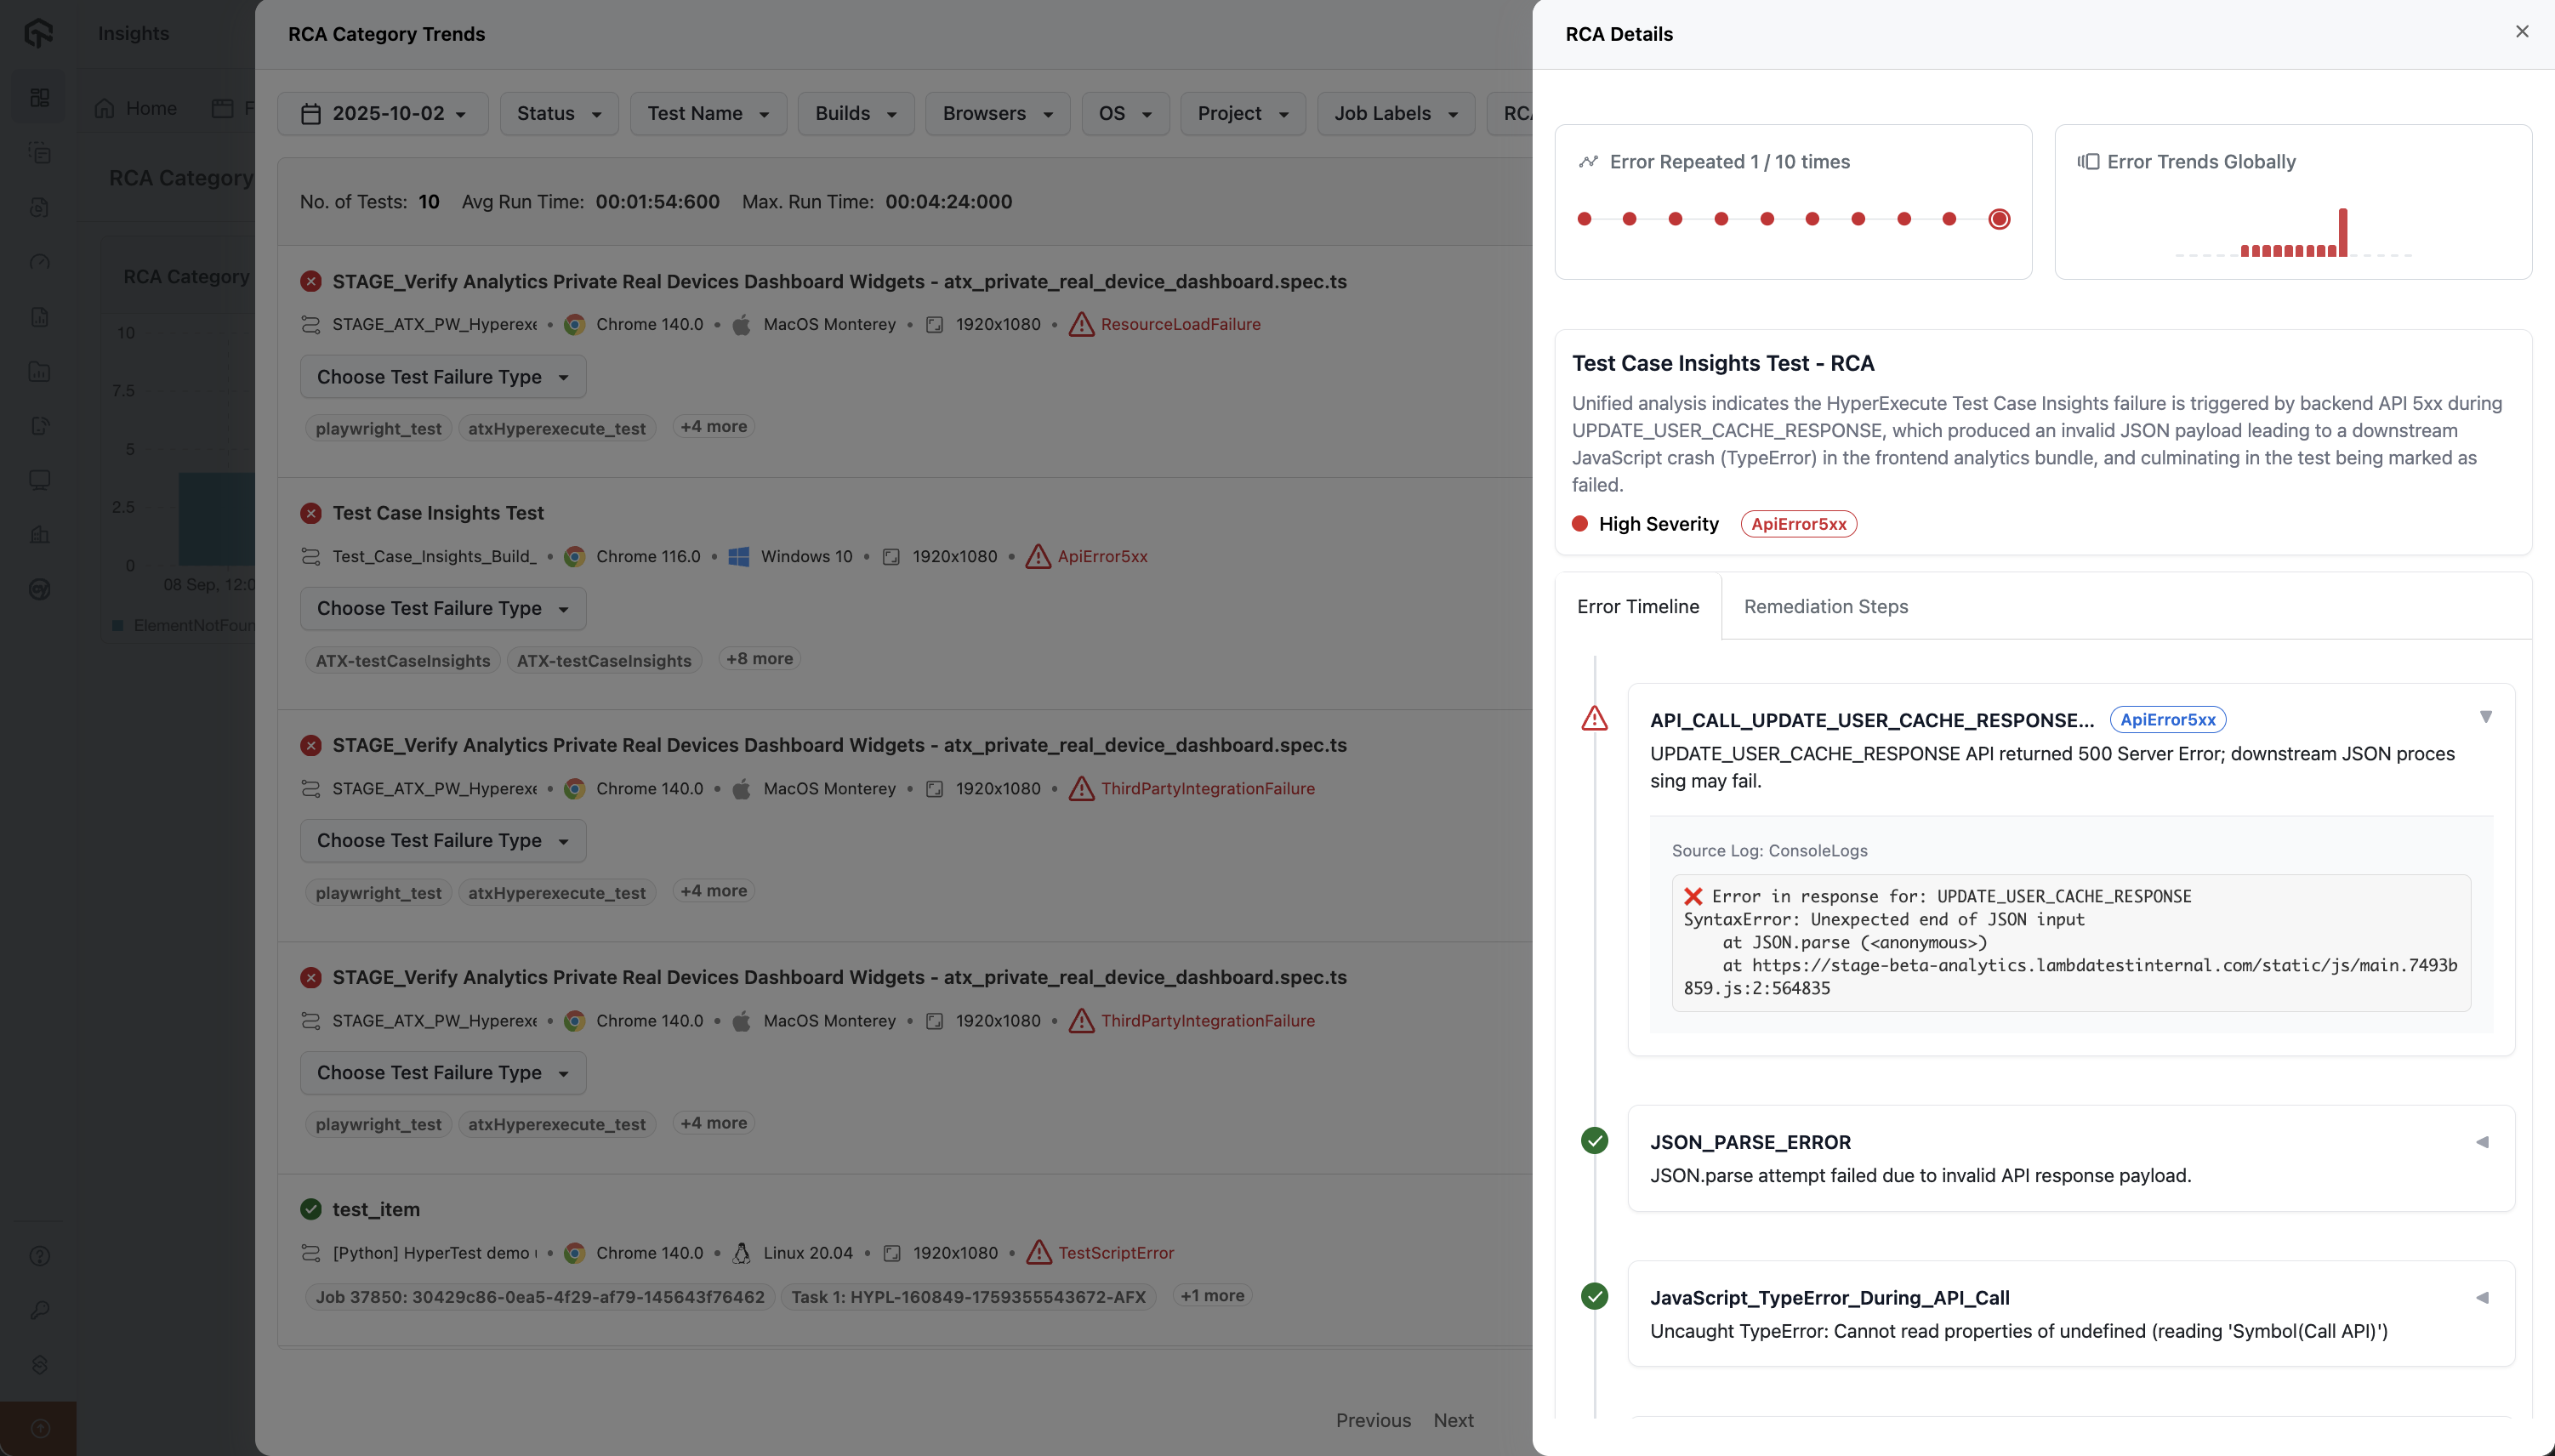 Insights
Home
F
RCA Category
RCA Category
10
7.5
5
2.5
0
08 Sep, 12:0
ElementNotFoun
RCA Category Trends
2025-10-02
Status
Test Name
Builds
Browsers
OS
Project
Job Labels
RCA
No. of Tests: 10 Avg Run Time: 00:01:54:600 Max. Run Time: 00:04:24:000
STAGE_Verify Analytics Private Real Devices Dashboard Widgets - atx_private_real_device_dashboard.spec.ts
STAGE_ATX_PW_Hyperexe • Chrome 140.0 • MacOS Monterey • 1920x1080 • ResourceLoadFailure
Choose Test Failure Type
playwright_test atxHyperexecute_test +4 more
Test Case Insights Test
Test_Case_Insights_Build_ • Chrome 116.0 • Windows 10 • 1920x1080 • ApiError5xx
Choose Test Failure Type
ATX-testCaseInsights ATX-testCaseInsights +8 more
STAGE_Verify Analytics Private Real Devices Dashboard Widgets - atx_private_real_device_dashboard.spec.ts
STAGE_ATX_PW_Hyperexe • Chrome 140.0 • MacOS Monterey • 1920x1080 • ThirdPartyIntegrationFailure
Choose Test Failure Type
playwright_test atxHyperexecute_test +4 more
STAGE_Verify Analytics Private Real Devices Dashboard Widgets - atx_private_real_device_dashboard.spec.ts
STAGE_ATX_PW_Hyperexe • Chrome 140.0 • MacOS Monterey • 1920x1080 • ThirdPartyIntegrationFailure
Choose Test Failure Type
playwright_test atxHyperexecute_test +4 more
test_item
[Python] HyperTest demo • Chrome 140.0 • Linux 20.04 • 1920x1080 • TestScriptError
Job 37850: 30429c86-0ea5-4f29-af79-145643f76462 Task 1: HYPL-160849-1759355543672-AFX +1 more
Previous Next
RCA Details
Error Repeated 1 / 10 times
Error Trends Globally
Test Case Insights Test - RCA
Unified analysis indicates the HyperExecute Test Case Insights failure is triggered by backend API 5xx during
UPDATE_USER_CACHE_RESPONSE, which produced an invalid JSON payload leading to a downstream
JavaScript crash (TypeError) in the frontend analytics bundle, and culminating in the test being marked as
failed.
High Severity ApiError5xx
Error Timeline
Remediation Steps
API_CALL_UPDATE_USER_CACHE_RESPONSE... ApiError5xx
UPDATE_USER_CACHE_RESPONSE API returned 500 Server Error; downstream JSON proces
sing may fail.
Source Log: ConsoleLogs
❌ Error in response for: UPDATE_USER_CACHE_RESPONSE
SyntaxError: Unexpected end of JSON input
at JSON.parse (<anonymous>)
at https://stage-beta-analytics.lambdatestinternal.com/static/js/main.7493b
859.js:2:564835
JSON_PARSE_ERROR
JSON.parse attempt failed due to invalid API response payload.
JavaScript_TypeError_During_API_Call
Uncaught TypeError: Cannot read properties of undefined (reading 'Symbol(Call API)')